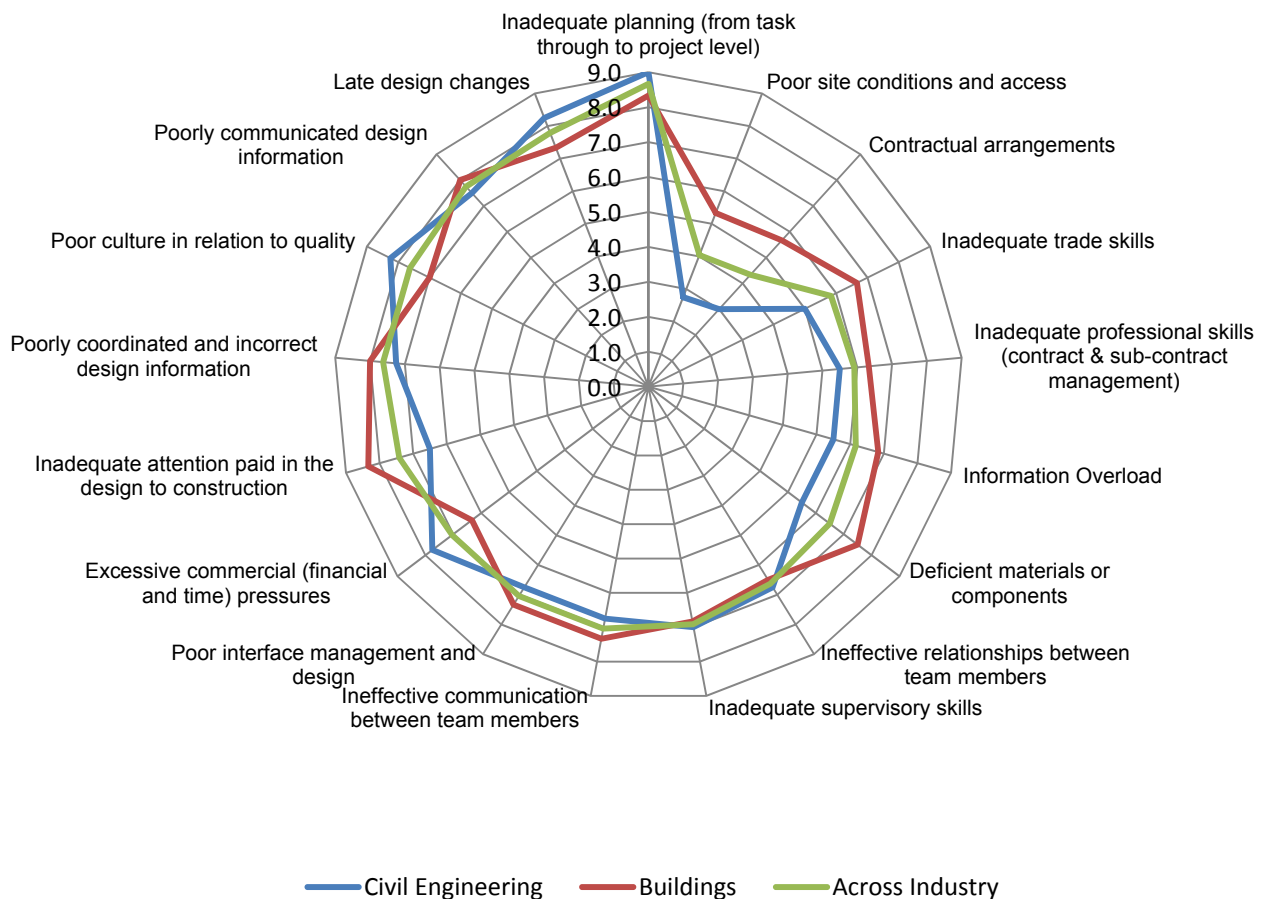 Inadequate planning (from task
through to project level)
Poor site conditions and access
Contractual arrangements
Inadequate trade skills
Inadequate professional skills
(contract & sub-contract
management)
Information Overload
Deficient materials or
components
Ineffective relationships between
team members
Inadequate supervisory skills
Ineffective communication
between team members
Poor interface management and
design
Excessive commercial (financial
and time) pressures
Inadequate attention paid in the
design to construction
Poorly coordinated and incorrect
design information
Poor culture in relation to quality
Poorly communicated design
information
Late design changes
9.0
8.0
7.0
6.0
5.0
4.0
3.0
2.0
1.0
0.0
Civil Engineering
Buildings
Across Industry